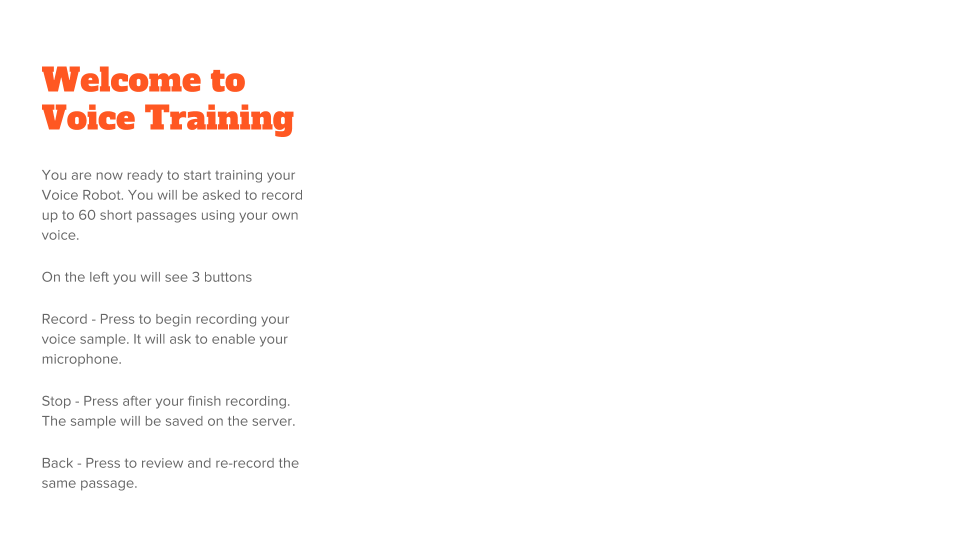 Welcome to
Voice Training
You are now ready to start training your
Voice Robot. You will be asked to record
up to 60 short passages using your own
voice.
On the left you will see 3 buttons
Record - Press to begin recording your
voice sample. It will ask to enable your
microphone.
Stop - Press after your finish recording.
The sample will be saved on the server.
Back - Press to review and re-record the
same passage.